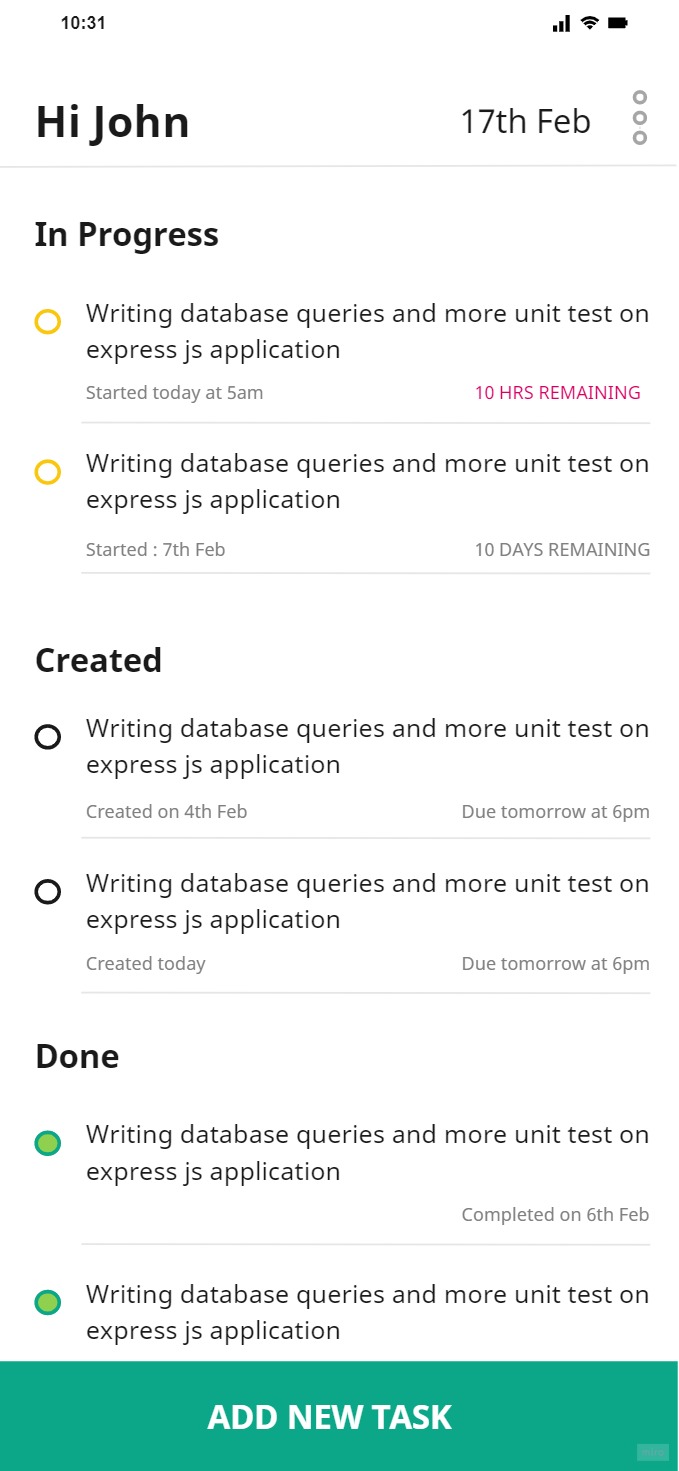 10:31
Hi John
17th Feb
In Progress
Writing database queries and more unit test on
express js application
Started today at 5am
10 HRS REMAINING
Writing database queries and more unit test on
express js application
Started : 7th Feb
10 DAYS REMAINING
Created
Writing database queries and more unit test on
express js application
Created on 4th Feb
Due tomorrow at 6pm
Writing database queries and more unit test on
express js application
Created today
Due tomorrow at 6pm
Done
Writing database queries and more unit test on
express js application
Completed on 6th Feb
Writing database queries and more unit test on
express js application
ADD NEW TASK